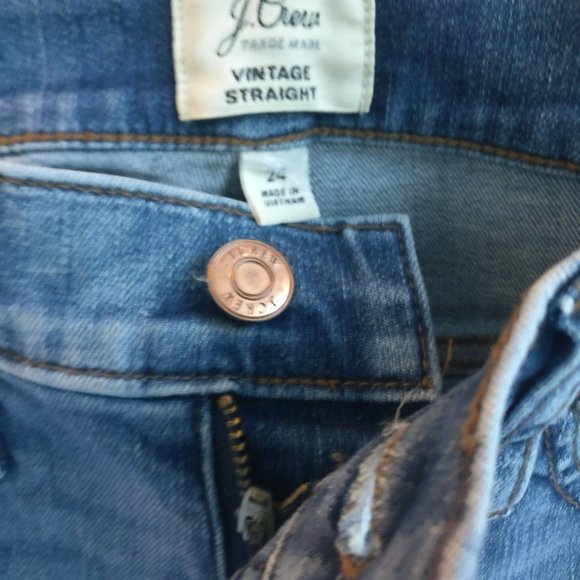 J.Crew
TRADE MARK
VINTAGE
STRAIGHT
24
MADE IN
VIETNAM
J.CREW
J.CREW